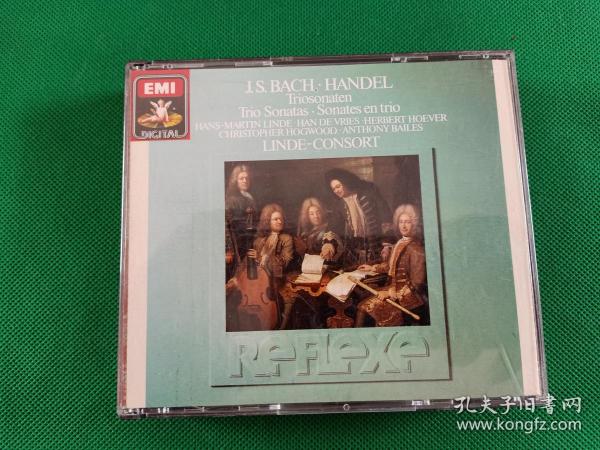 EMI
DIGITAL
J.S. BACH · HANDEL
Triosonaten
Trio Sonatas · Sonates en trio
HANS-MARTIN LINDE · HAN DE VRIES · HERBERT HOEVER
CHRISTOPHER HOGWOOD · ANTHONY BAILES
LINDE-CONSORT
REFLEXE
孔夫子旧书网
www.kongfz.com